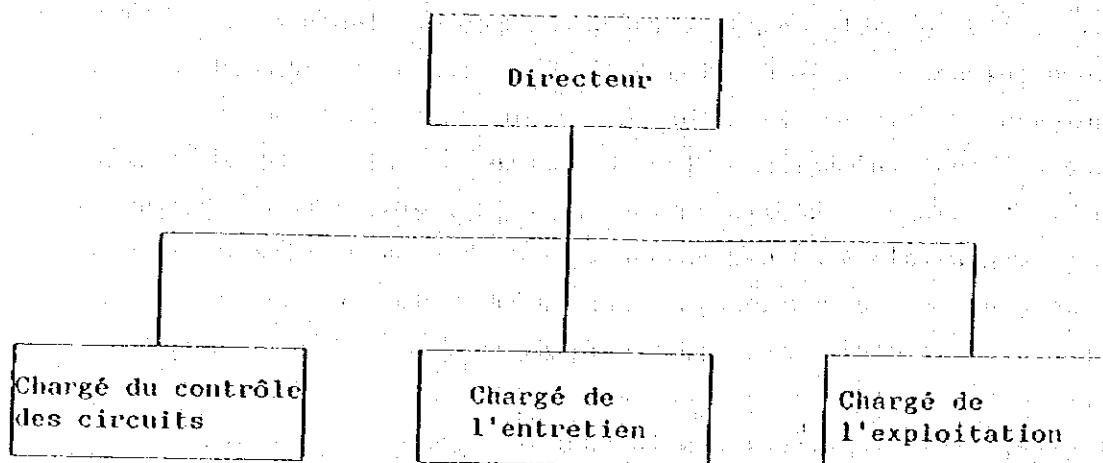 Directeur
Chargé du contrôle
des circuits
Chargé de
l'entretien
Chargé de
l'exploitation